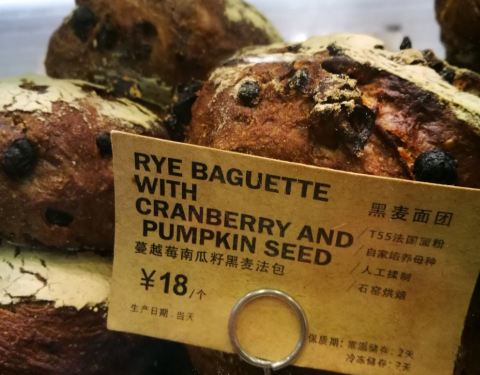 RYE BAGUETTE
WITH
CRANBERRY AND
PUMPKIN SEED
蔓越莓南瓜籽黑麦法包
¥18/个
生产日期：当天
黑麦面团
/T55法国面粉
/自家培养母种
/人工揉制
/石窑烘焙
保质期：常温储存：2天
冷冻储存：7天